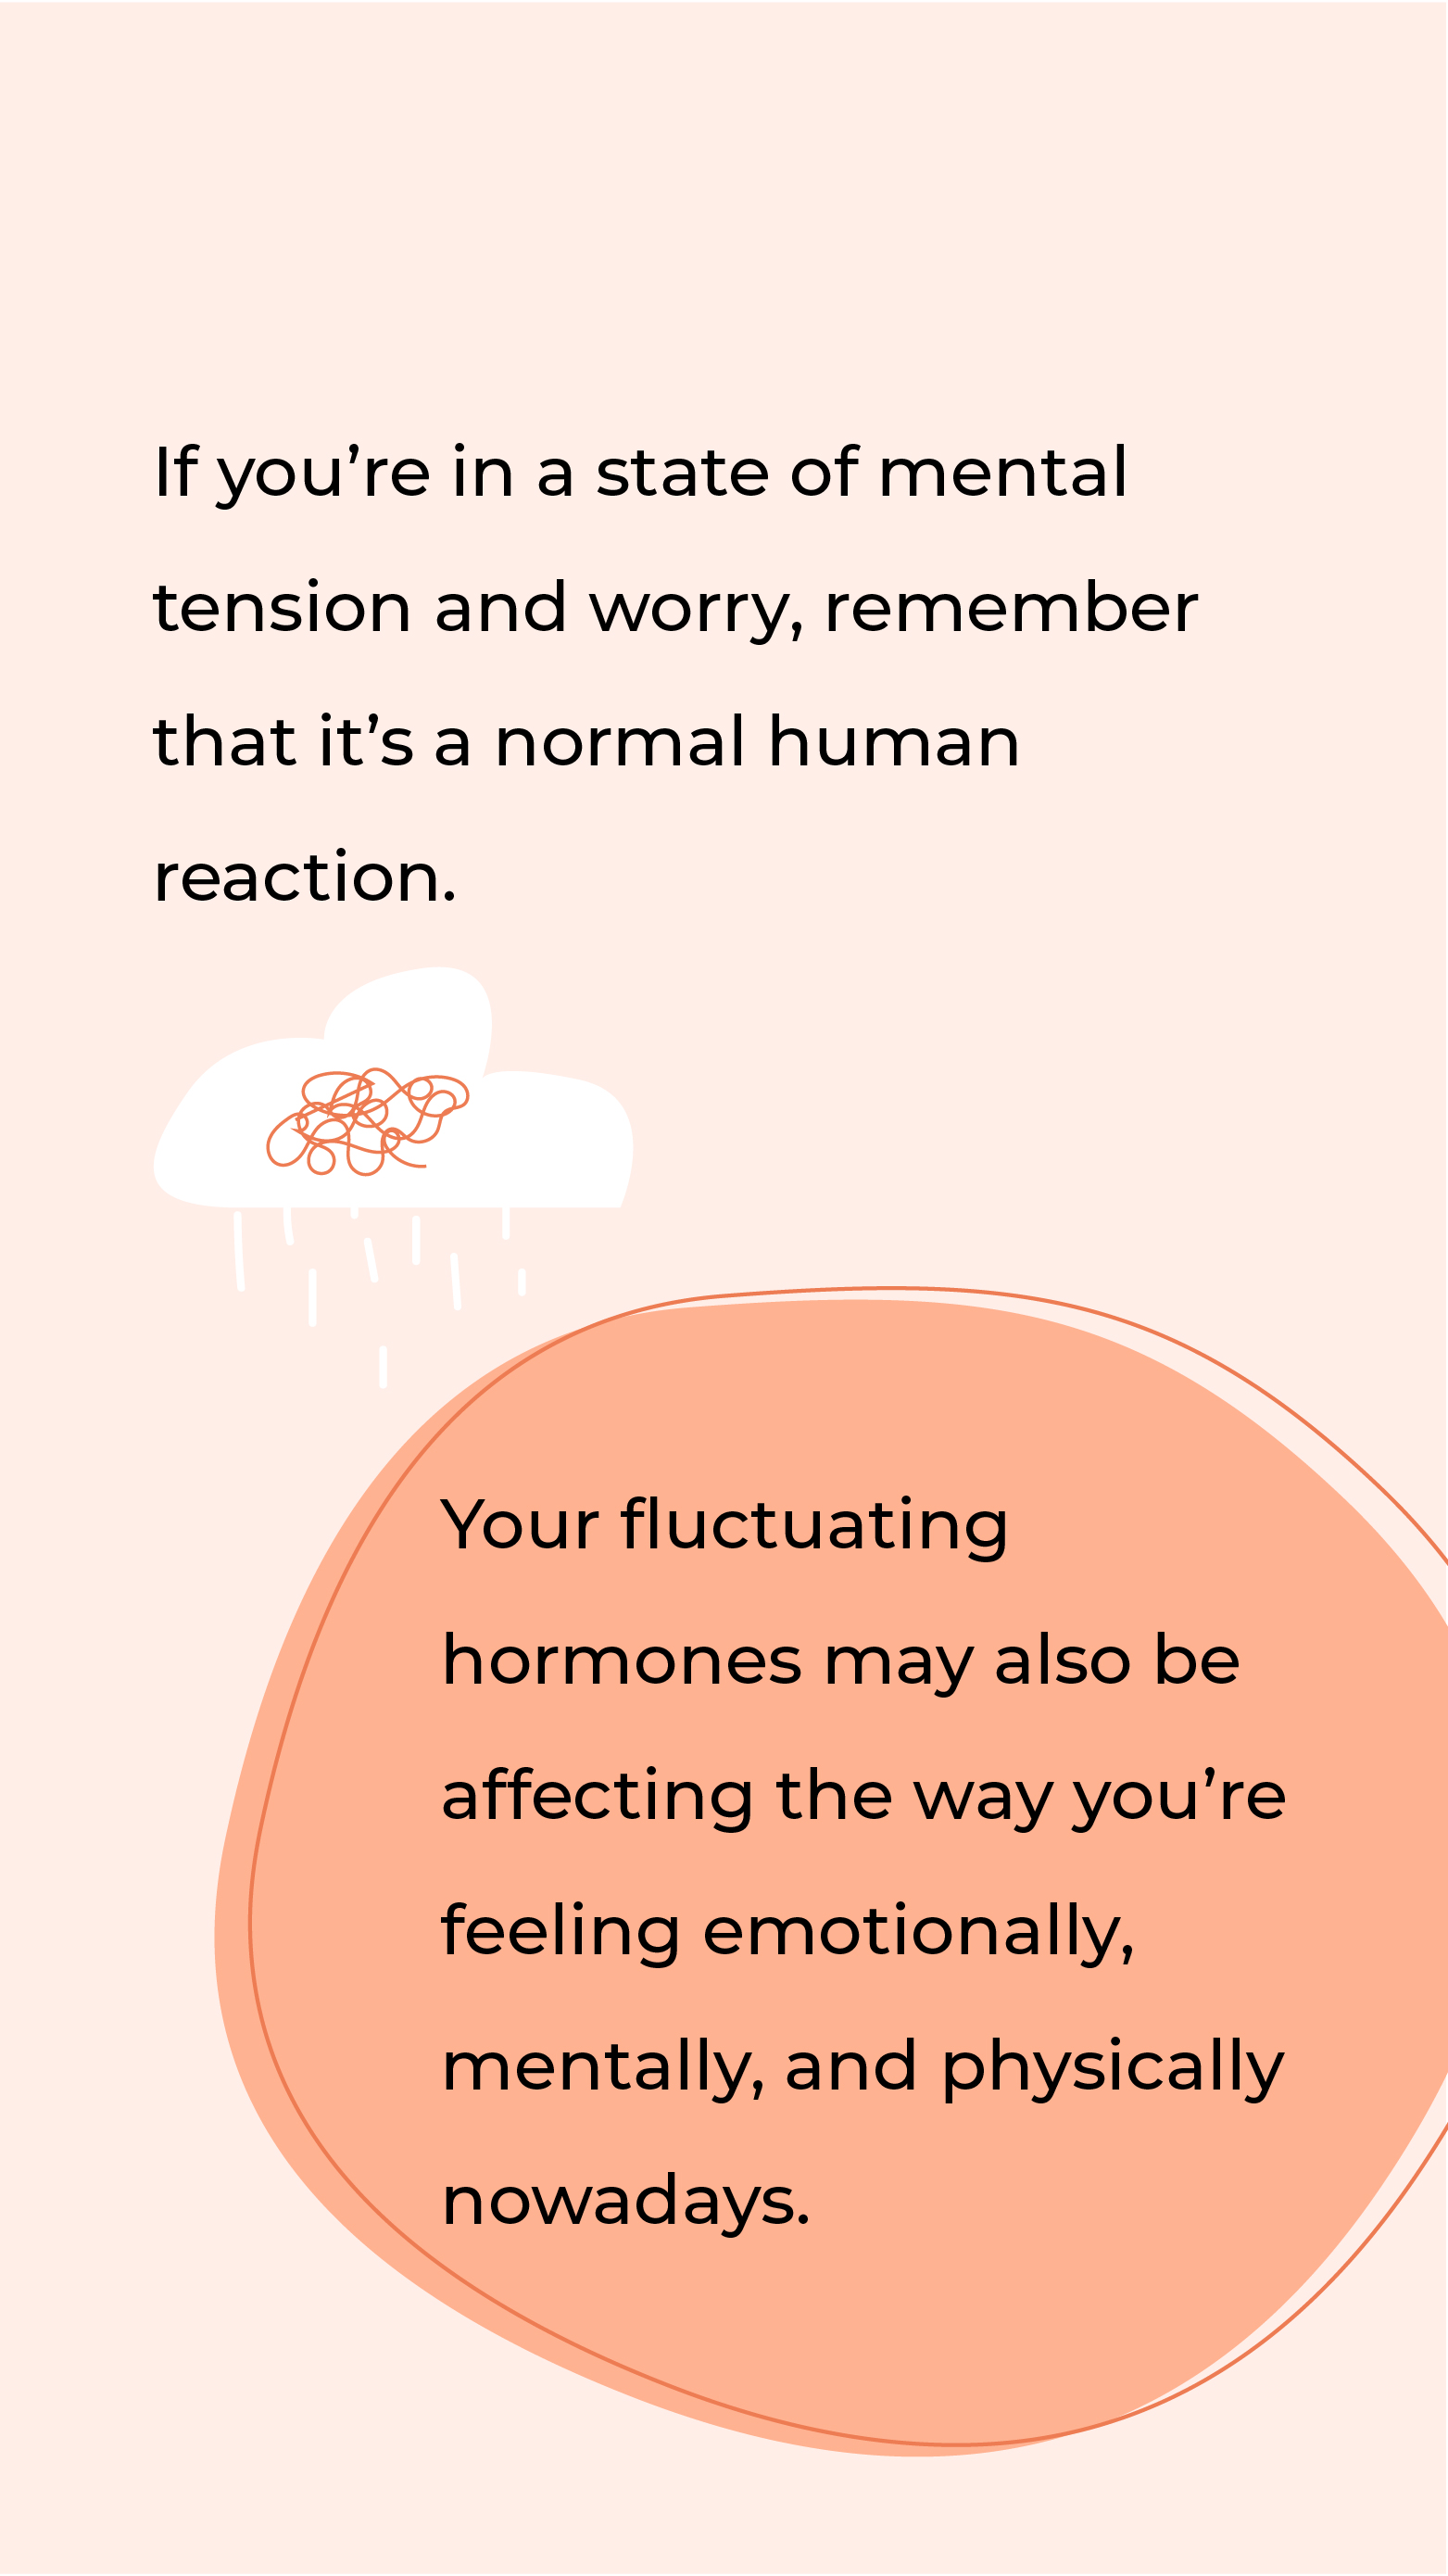 If you’re in a state of mental
tension and worry, remember
that it’s a normal human
reaction.
Your fluctuating
hormones may also be
affecting the way you’re
feeling emotionally,
mentally, and physically
nowadays.